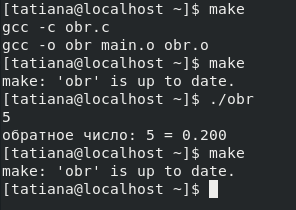 [tatiana@localhost ~]$ make
gcc -c obr.c
gcc -o obr main.o obr.o
[tatiana@localhost ~]$ make
make: 'obr' is up to date.
[tatiana@localhost ~]$ ./obr
5
обратное число: 5 = 0.200
[tatiana@localhost ~]$ make
make: 'obr' is up to date.
[tatiana@localhost ~]$